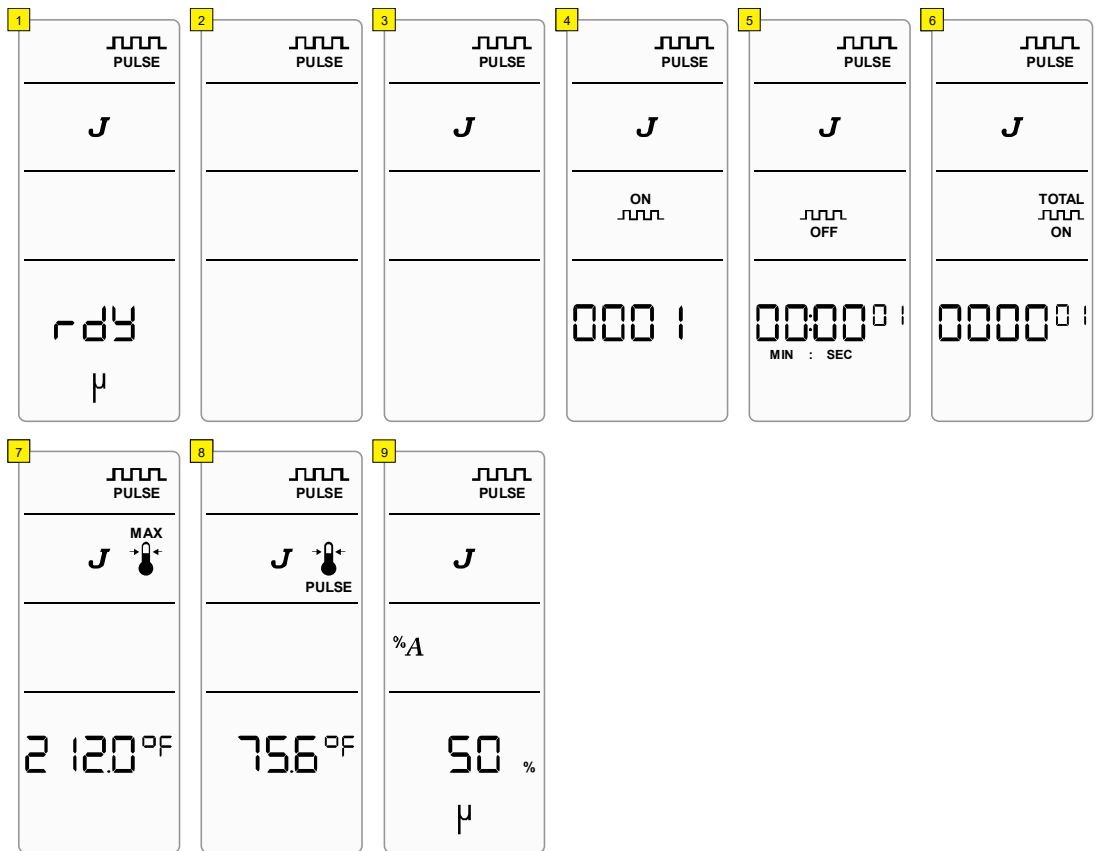 1
PULSE
J
rdy
µ
2
PULSE
3
PULSE
J
4
PULSE
J
ON
0001
5
PULSE
J
OFF
00:00 01
MIN : SEC
6
PULSE
J
TOTAL
ON
0000 01
7
PULSE
MAX
J
212.0°F
8
PULSE
J
PULSE
75.6°F
9
PULSE
J
%A
50 %
µ